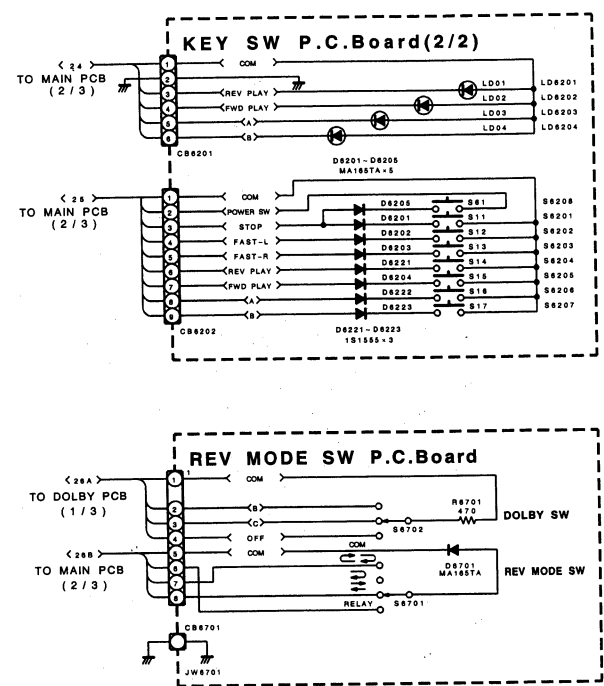 KEY SW P.C.Board(2/2)
< 24 >
TO MAIN PCB
(2/3)
1 < COM >
2
3 <REV PLAY> LD01 LD6201
4 <FWD PLAY> LD02 LD6202
5 <A> LD03 LD6203
6 <B> LD04 LD6204
CB6201
D6201~D6205
MA165TA×5
< 25 >
TO MAIN PCB
(2/3)
1 < COM >
2 <POWER SW> D6205 S61 S6208
3 < STOP > D6201 S11 S6201
4 < FAST-L > D6202 S12 S6202
5 < FAST-R > D6203 S13 S6203
6 <REV PLAY> D6221 S14 S6204
7 <FWD PLAY> D6204 S15 S6205
8 <A> D6222 S16 S6206
9 <B> D6223 S17 S6207
CB6202
D6221~D6223
1S1555×3
REV MODE SW P.C.Board
< 26A >
TO DOLBY PCB
(1/3)
1 1 < COM >
2 <B>
3 <C>
4 < OFF >
R6701
470
S6702
DOLBY SW
< 26B >
TO MAIN PCB
(2/3)
5 < COM > COM
6
7
8
D6701
MA165TA
REV MODE SW
RELAY S6701
CB6701
JW6701